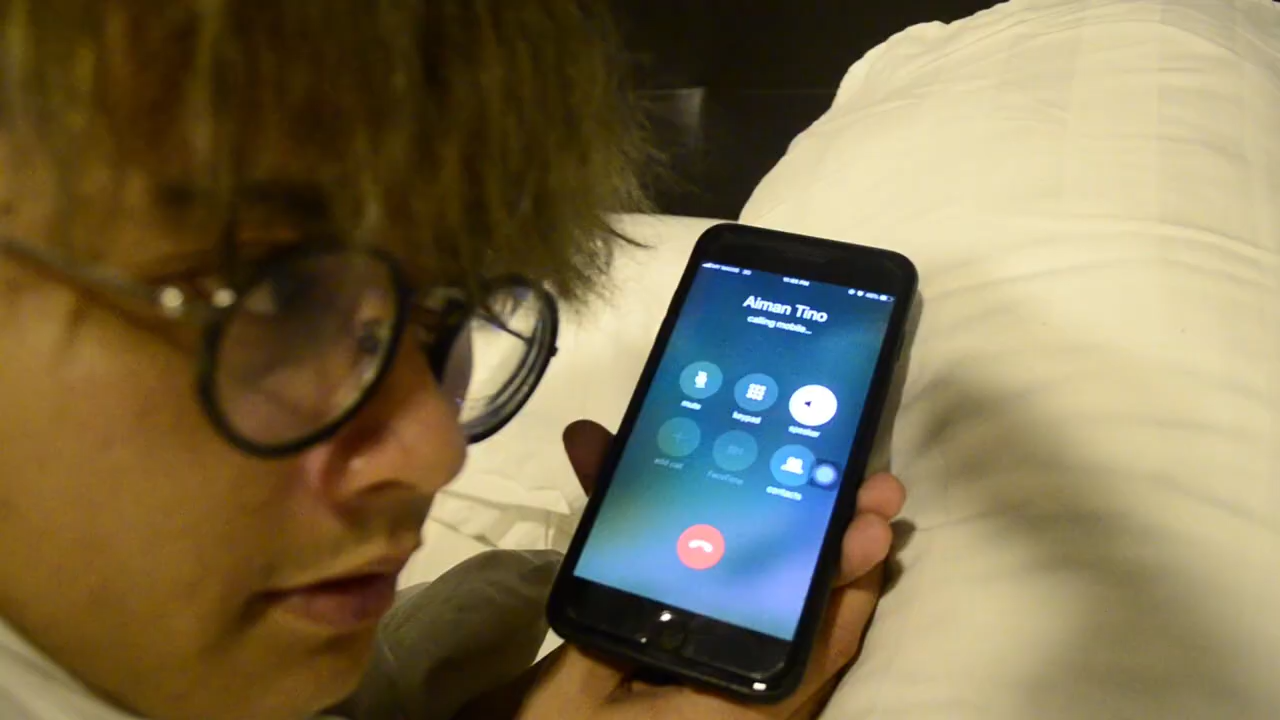 Aiman Tino
calling mobile...
mute
keypad
speaker
add call
FaceTime
contacts